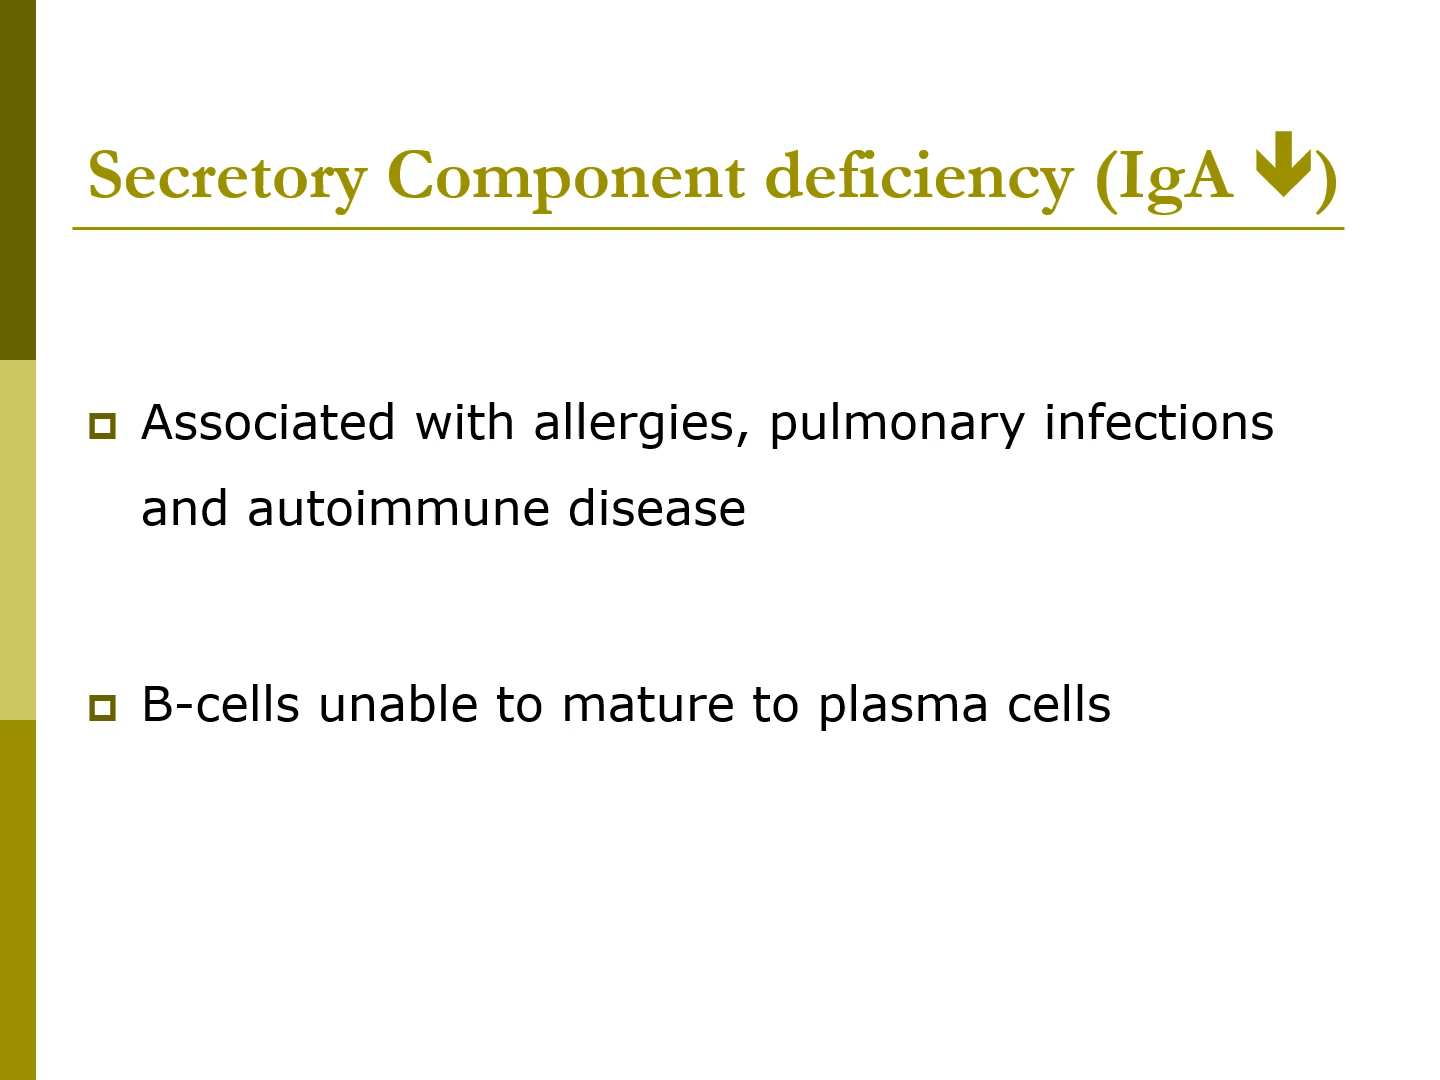 Secretory Component deficiency (IgA 🡻)
Associated with allergies, pulmonary infections
and autoimmune disease
B-cells unable to mature to plasma cells